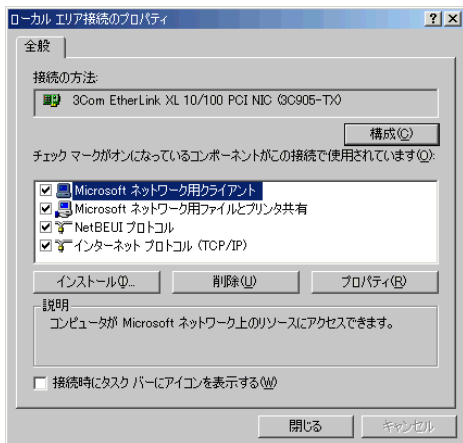 ローカル エリア接続のプロパティ
全般
接続の方法:
3Com EtherLink XL 10/100 PCI NIC (3C905-TX)
構成(C)
チェック マークがオンになっているコンポーネントがこの接続で使用されています(O):
Microsoft ネットワーク用クライアント
Microsoft ネットワーク用ファイルとプリンタ共有
NetBEUI プロトコル
インターネット プロトコル (TCP/IP)
インストール(I)... 削除(U) プロパティ(R)
説明
コンピュータが Microsoft ネットワーク上のリソースにアクセスできます。
接続時にタスク バーにアイコンを表示する(W)
閉じる キャンセル